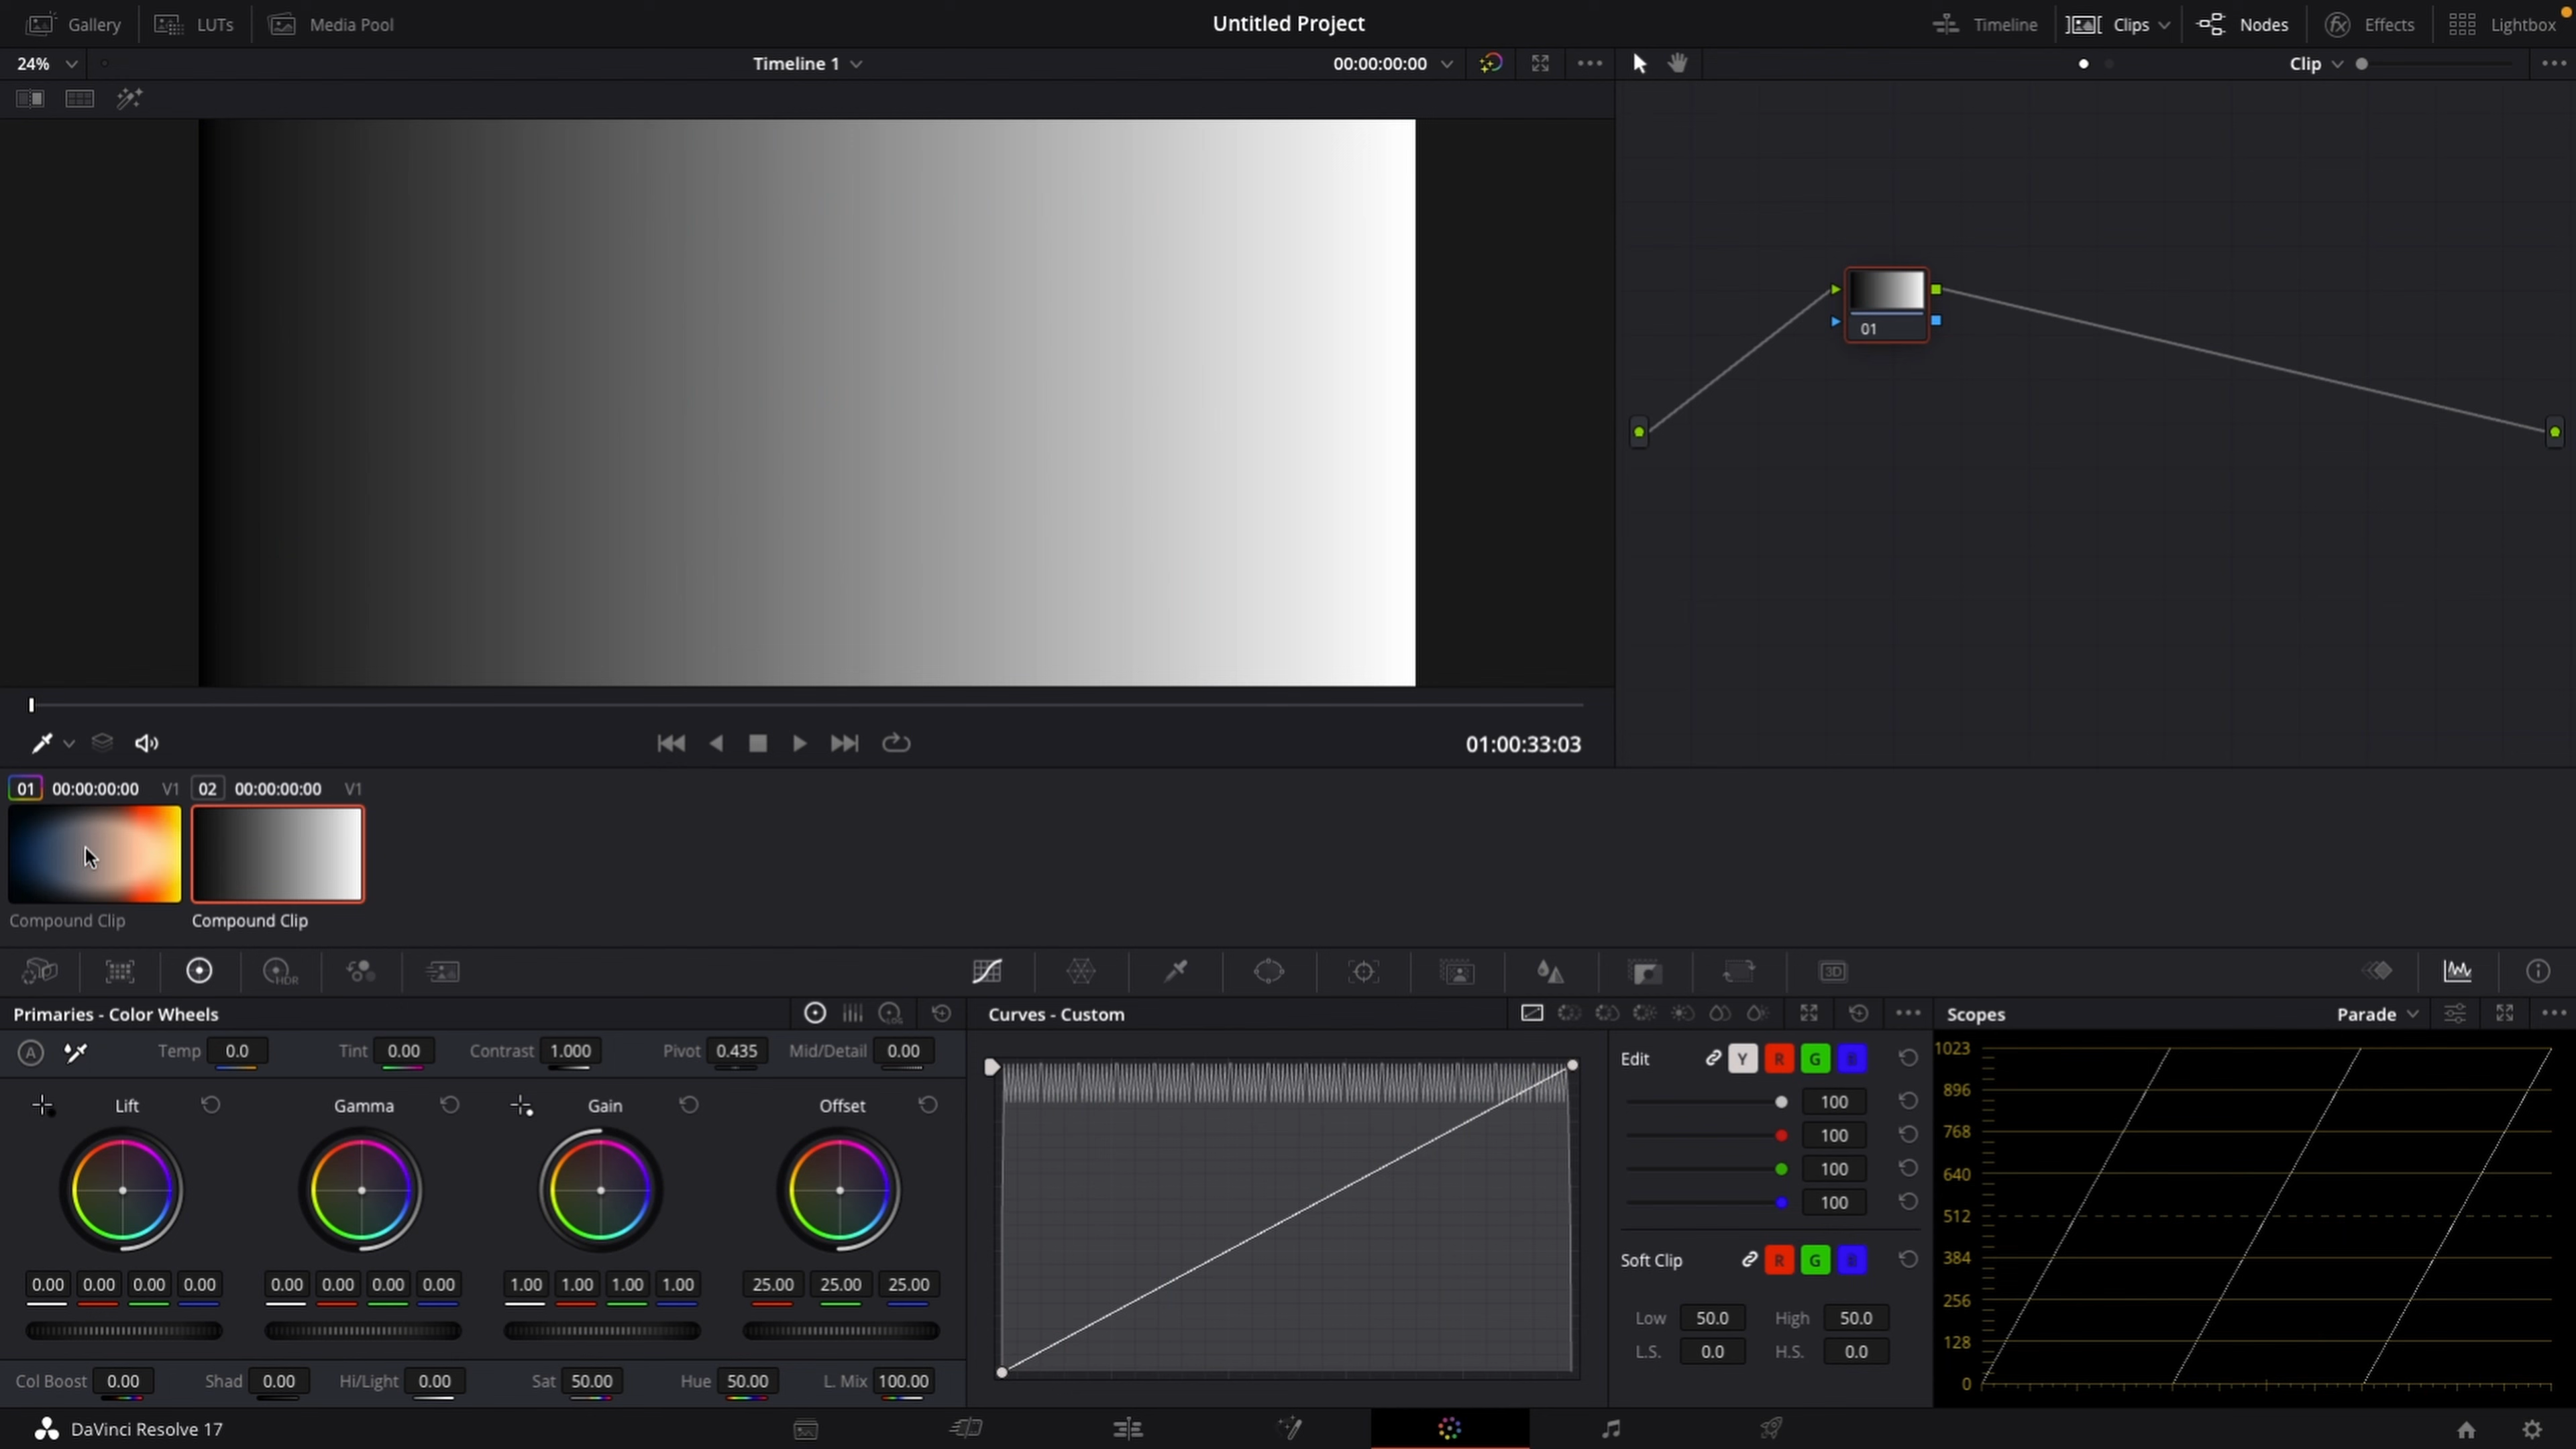 Gallery LUTs Media Pool Untitled Project Timeline Clips Nodes fx Effects Lightbox
24% Timeline 1 00:00:00:00 Clip
01
01:00:33:03
01 00:00:00:00 V1 02 00:00:00:00 V1
Compound Clip Compound Clip
HDR 3D
Primaries - Color Wheels Curves - Custom Scopes Parade
A Temp 0.0 Tint 0.00 Contrast 1.000 Pivot 0.435 Mid/Detail 0.00
Edit Y R G B
Lift Gamma Gain Offset
100
100
100
100
Soft Clip R G B
0.00 0.00 0.00 0.00 0.00 0.00 0.00 0.00 1.00 1.00 1.00 1.00 25.00 25.00 25.00
Low 50.0 High 50.0
L.S. 0.0 H.S. 0.0
1023
896
768
640
512
384
256
128
0
Col Boost 0.00 Shad 0.00 Hi/Light 0.00 Sat 50.00 Hue 50.00 L. Mix 100.00
DaVinci Resolve 17